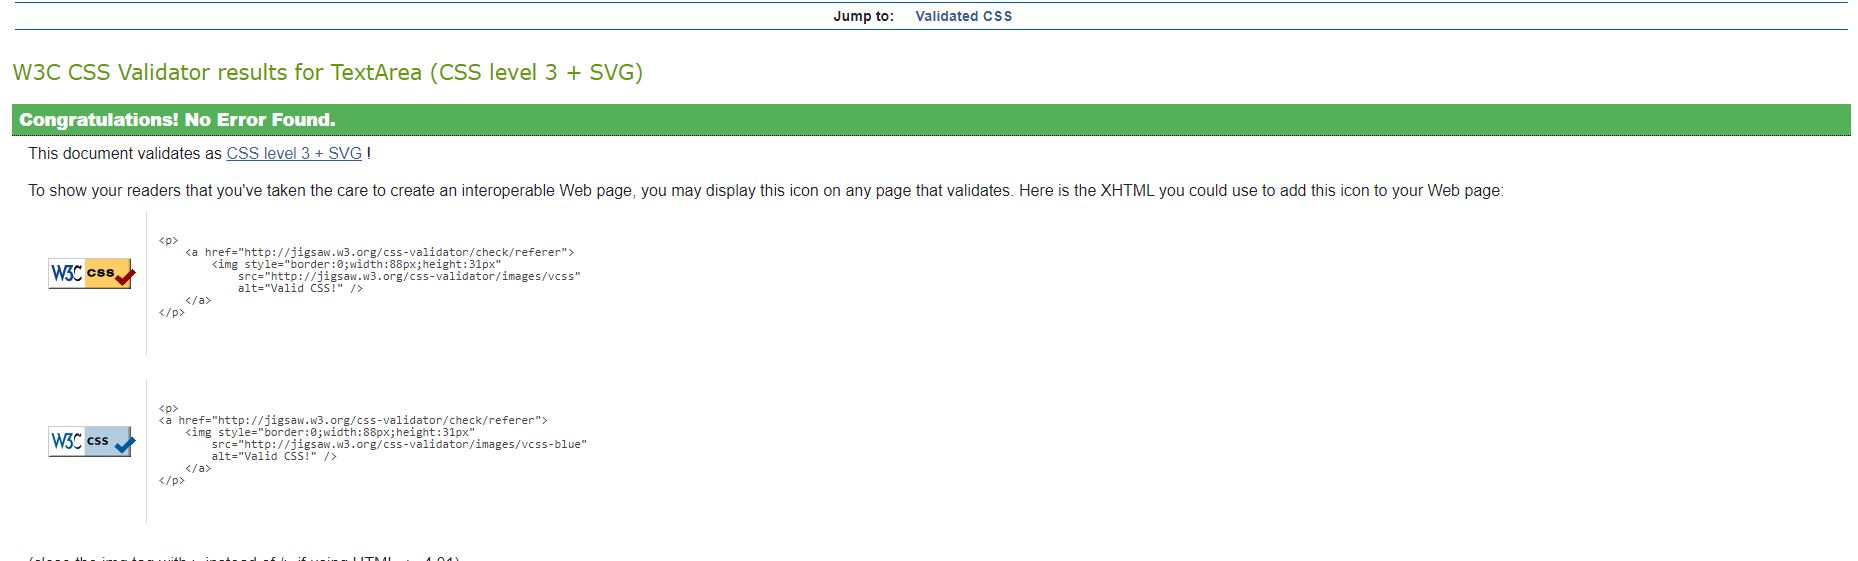 Jump to: Validated CSS
W3C CSS Validator results for TextArea (CSS level 3 + SVG)
Congratulations! No Error Found.
This document validates as CSS level 3 + SVG !
To show your readers that you've taken the care to create an interoperable Web page, you may display this icon on any page that validates. Here is the XHTML you could use to add this icon to your Web page:
<p>
    <a href="http://jigsaw.w3.org/css-validator/check/referer">
        <img style="border:0;width:88px;height:31px"
            src="http://jigsaw.w3.org/css-validator/images/vcss"
            alt="Valid CSS!" />
    </a>
</p>
W3C css
<p>
<a href="http://jigsaw.w3.org/css-validator/check/referer">
    <img style="border:0;width:88px;height:31px"
        src="http://jigsaw.w3.org/css-validator/images/vcss-blue"
        alt="Valid CSS!" />
    </a>
</p>
W3C css